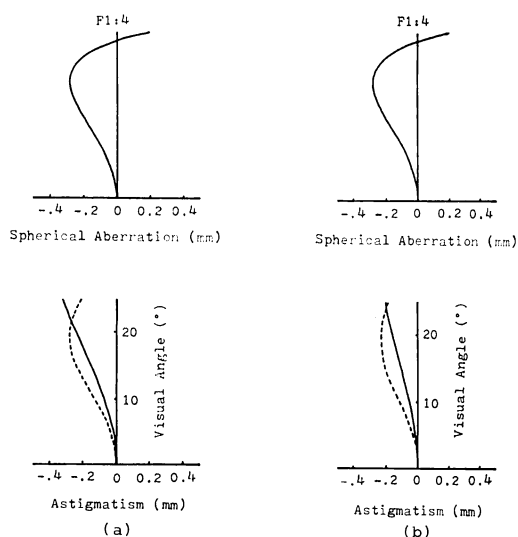 F1:4
-.4 -.2 0 0.2 0.4
Spherical Aberration (mm)
F1:4
-.4 -.2 0 0.2 0.4
Spherical Aberration (mm)
20
10
Visual Angle (°)
-.4 -.2 0 0.2 0.4
Astigmatism (mm)
(a)
20
10
Visual Angle (°)
-.4 -.2 0 0.2 0.4
Astigmatism (mm)
(b)